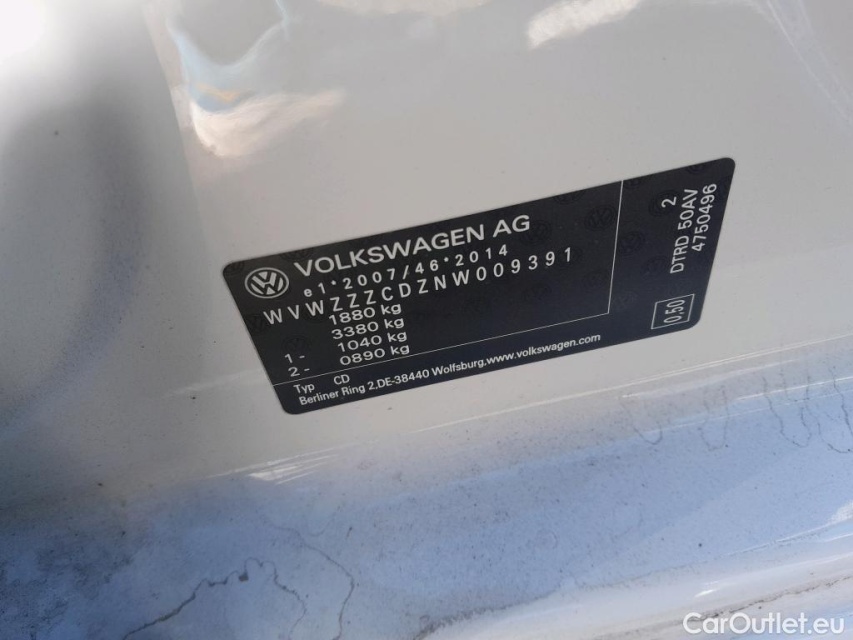 VOLKSWAGEN AG
e1*2007/46*2014
WVWZZZCDZNW009391
1880 kg
3380 kg
1- 1040 kg
2- 0890 kg
Typ CD
Berliner Ring 2,DE-38440 Wolfsburg,www.volkswagen.com
2
DTRD 50AV
4750496
0,50
CarOutlet.eu